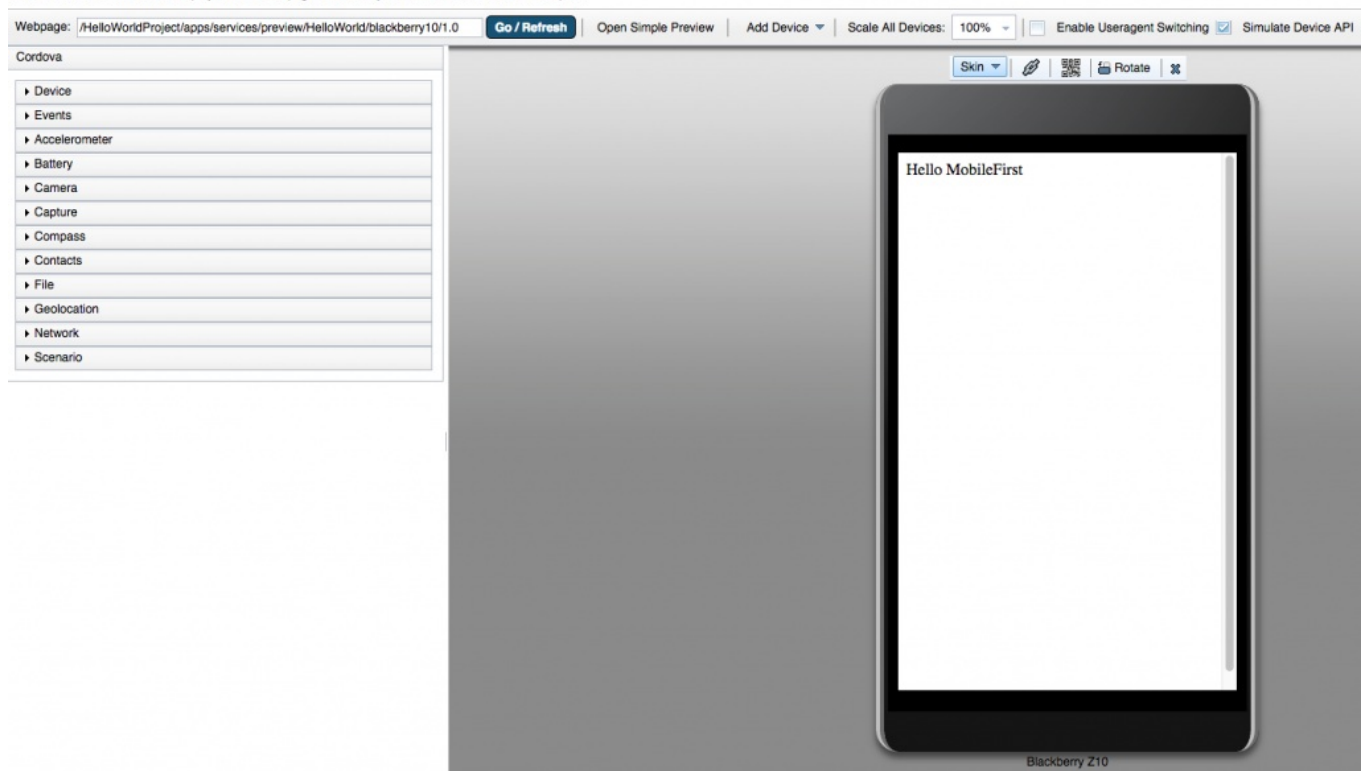 Webpage: /HelloWorldProject/apps/services/preview/HelloWorld/blackberry10/1.0 Go / Refresh Open Simple Preview Add Device Scale All Devices: 100% Enable Useragent Switching Simulate Device API
Cordova
Skin Rotate
Device
Events
Accelerometer
Battery
Camera
Capture
Compass
Contacts
File
Geolocation
Network
Scenario
Hello MobileFirst
Blackberry Z10